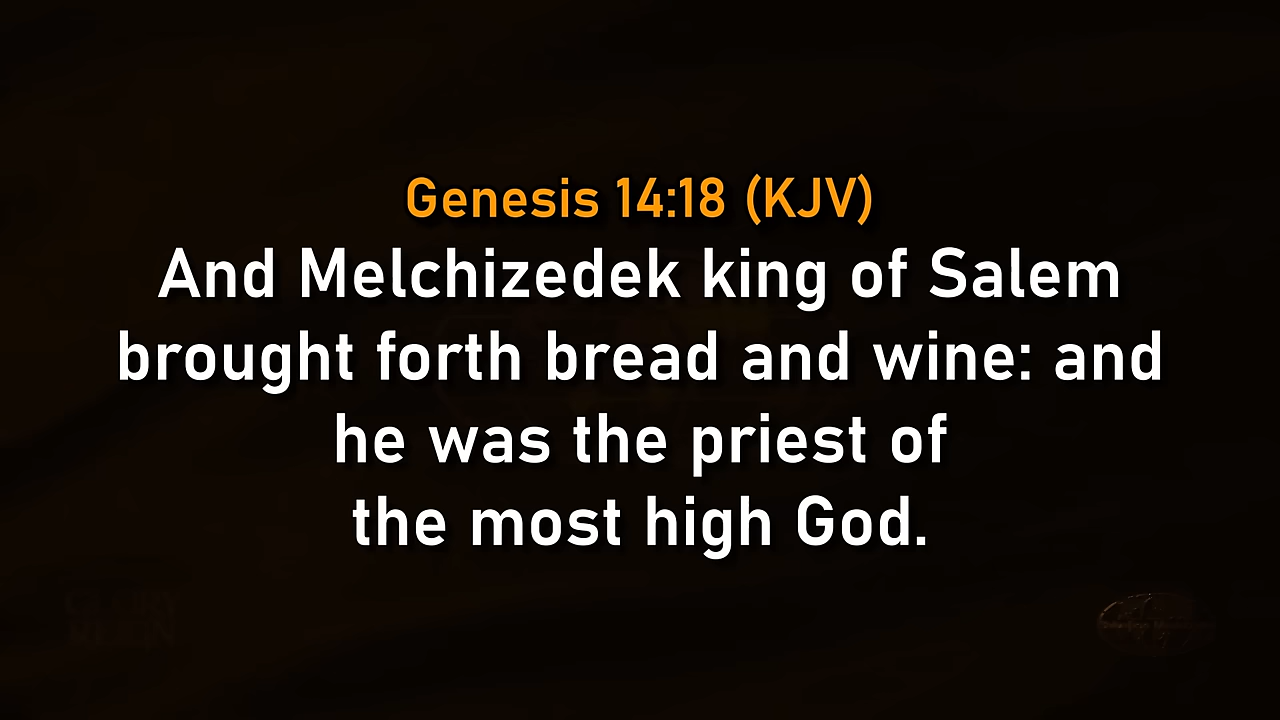 Genesis 14:18 (KJV)
And Melchizedek king of Salem
brought forth bread and wine: and
he was the priest of
the most high God.